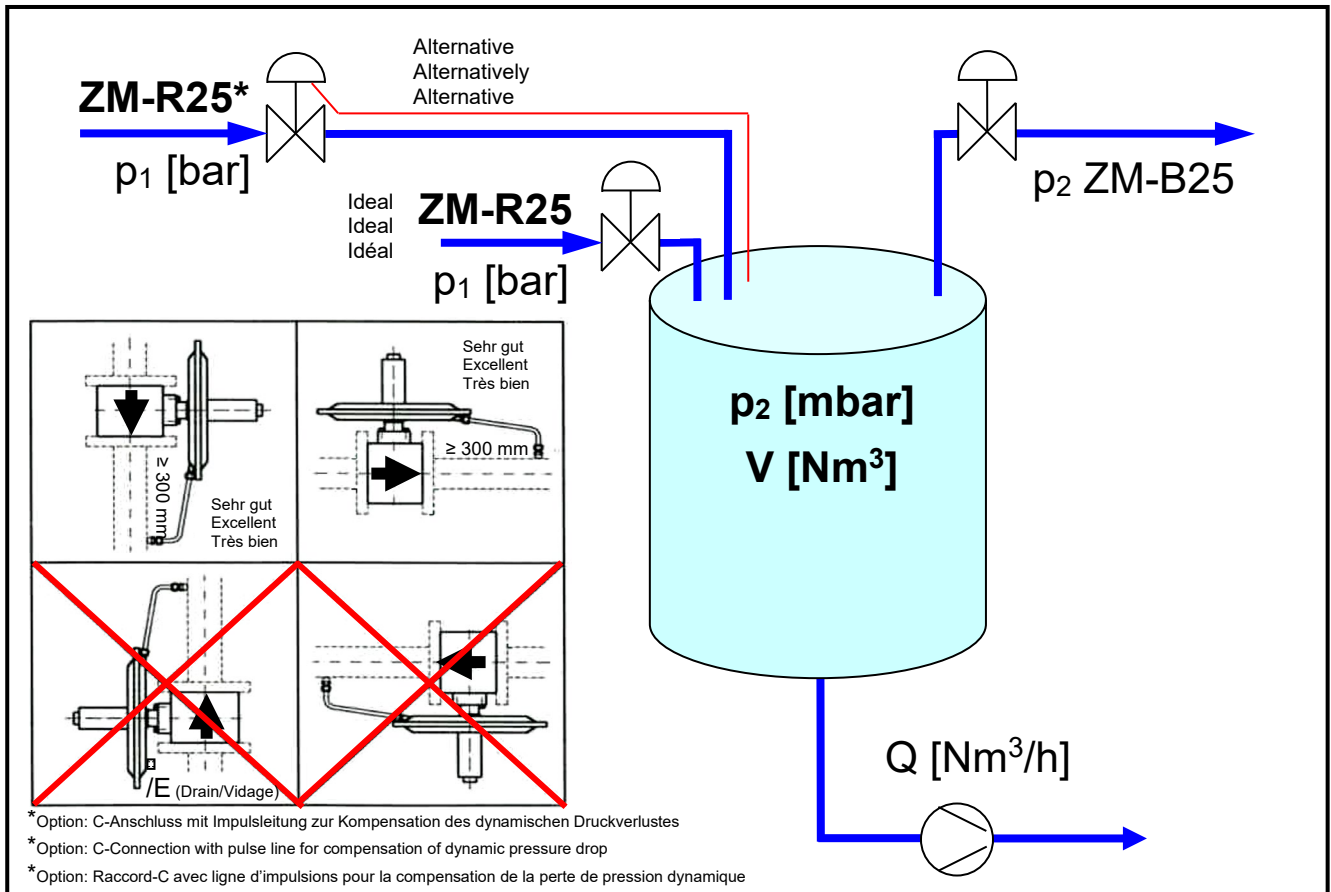 Alternative
Alternatively
Alternative
ZM-R25*
p₁ [bar]
p₂ ZM-B25
Ideal
Ideal
Idéal
ZM-R25
p₁ [bar]
Sehr gut
Excellent
Très bien
≥ 300 mm
≥ 300 mm
Sehr gut
Excellent
Très bien
p₂ [mbar]
V [Nm³]
/E (Drain/Vidage)
Q [Nm³/h]
*Option: C-Anschluss mit Impulsleitung zur Kompensation des dynamischen Druckverlustes
*Option: C-Connection with pulse line for compensation of dynamic pressure drop
*Option: Raccord-C avec ligne d'impulsions pour la compensation de la perte de pression dynamique